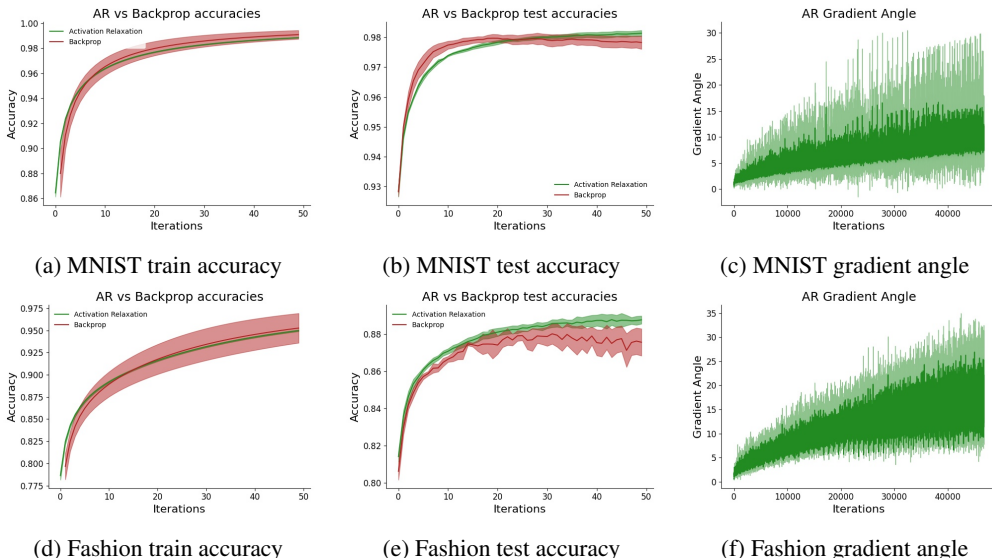 AR vs Backprop accuracies
Activation Relaxation
Backprop
Accuracy
1.00
0.98
0.96
0.94
0.92
0.90
0.88
0.86
0 10 20 30 40 50
Iterations
(a) MNIST train accuracy
AR vs Backprop test accuracies
Accuracy
0.98
0.97
0.96
0.95
0.94
0.93
Activation Relaxation
Backprop
0 10 20 30 40 50
Iterations
(b) MNIST test accuracy
AR Gradient Angle
Gradient Angle
30
25
20
15
10
5
0
0 10000 20000 30000 40000
Iterations
(c) MNIST gradient angle
AR vs Backprop accuracies
Activation Relaxation
Backprop
Accuracy
0.975
0.950
0.925
0.900
0.875
0.850
0.825
0.800
0.775
0 10 20 30 40 50
Iterations
(d) Fashion train accuracy
AR vs Backprop test accuracies
Activation Relaxation
Backprop
Accuracy
0.88
0.86
0.84
0.82
0.80
0 10 20 30 40 50
Iterations
(e) Fashion test accuracy
AR Gradient Angle
Gradient Angle
35
30
25
20
15
10
5
0
0 10000 20000 30000 40000
Iterations
(f) Fashion gradient angle